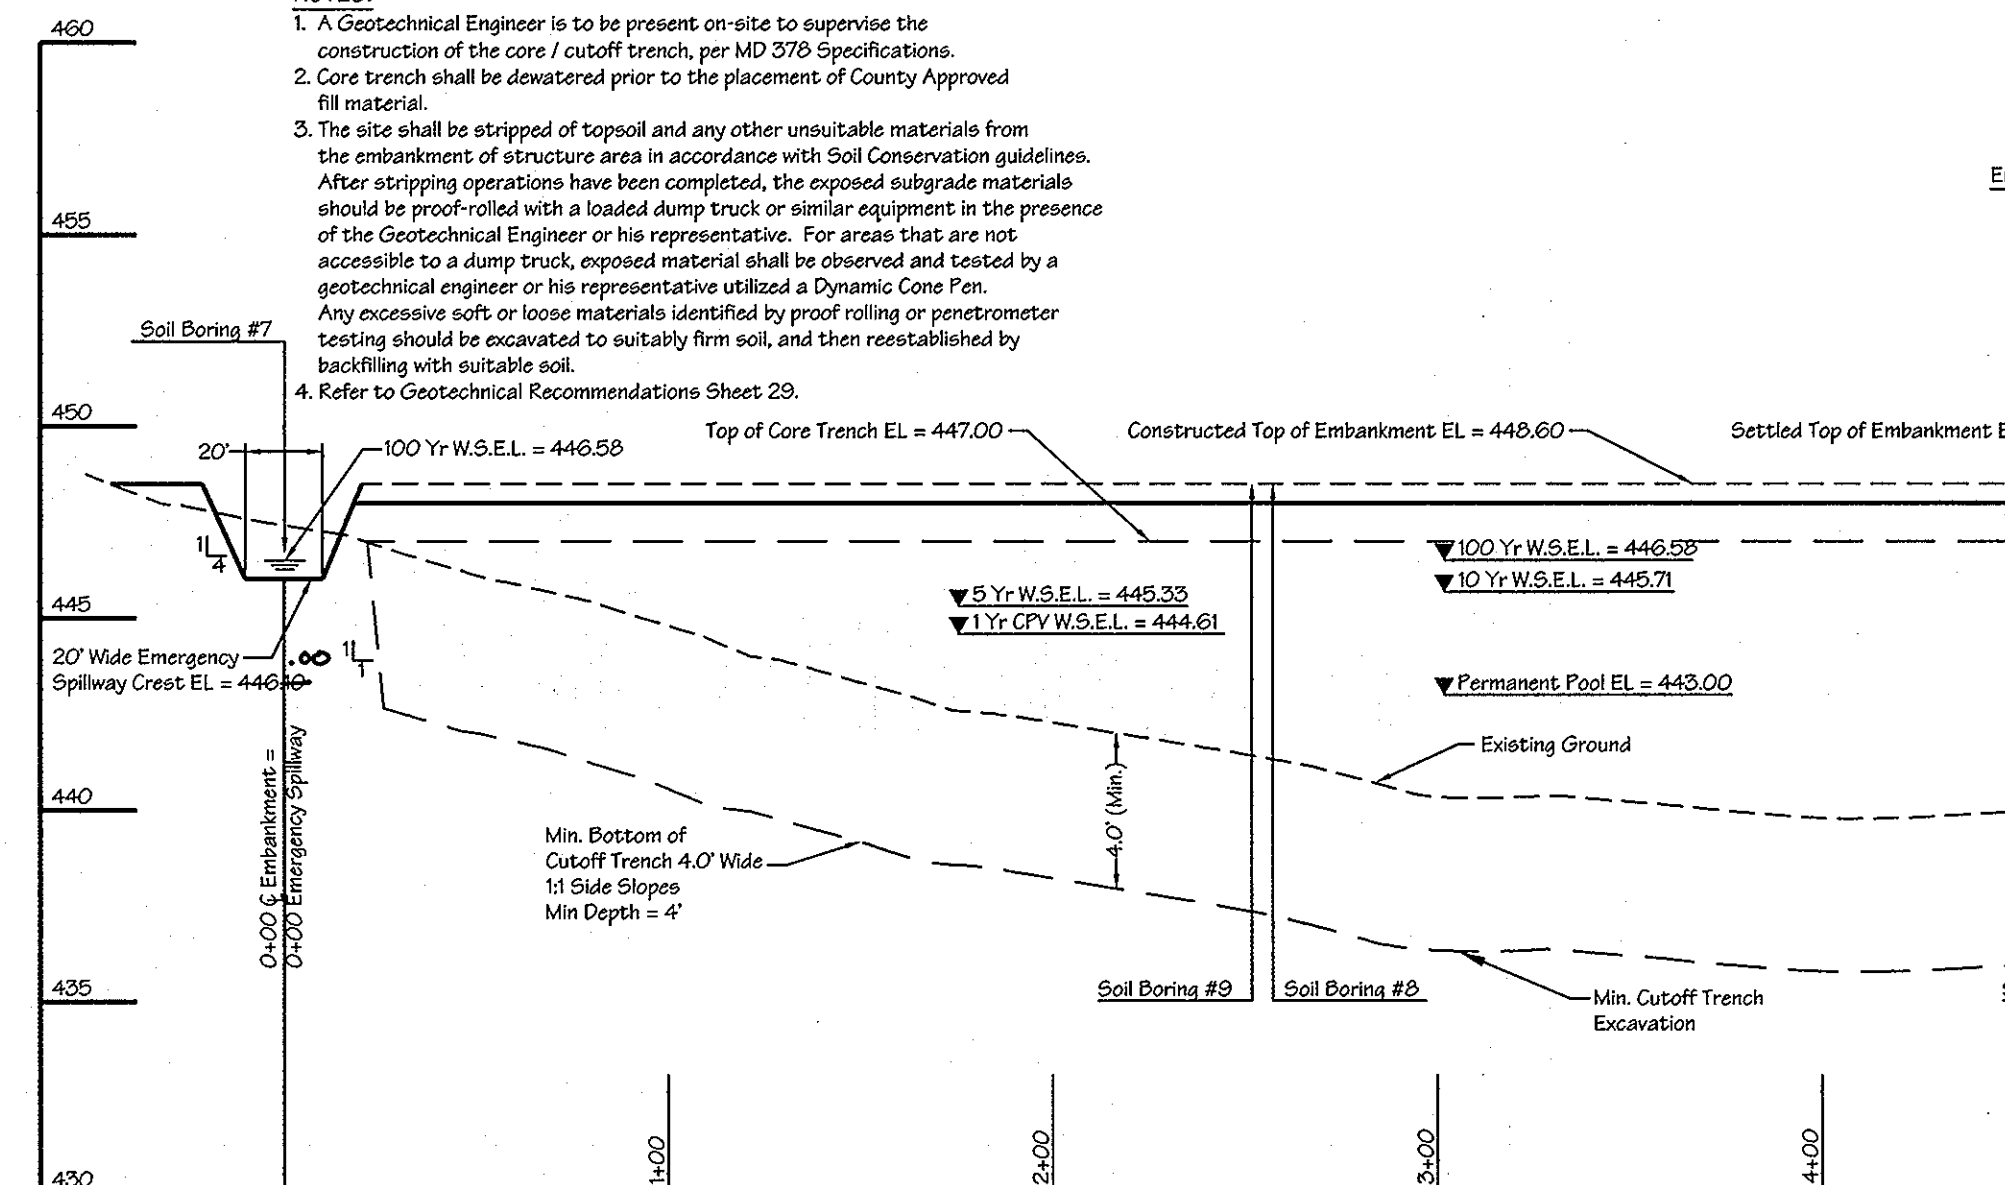 NOTES:
1. A Geotechnical Engineer is to be present on-site to supervise the
construction of the core / cutoff trench, per MD 378 Specifications.
2. Core trench shall be dewatered prior to the placement of County Approved
fill material.
3. The site shall be stripped of topsoil and any other unsuitable materials from
the embankment of structure area in accordance with Soil Conservation guidelines.
After stripping operations have been completed, the exposed subgrade materials
should be proof-rolled with a loaded dump truck or similar equipment in the presence
of the Geotechnical Engineer or his representative. For areas that are not
accessible to a dump truck, exposed material shall be observed and tested by a
geotechnical engineer or his representative utilized a Dynamic Cone Pen.
Any excessive soft or loose materials identified by proof rolling or penetrometer
testing should be excavated to suitably firm soil, and then reestablished by
backfilling with suitable soil.
4. Refer to Geotechnical Recommendations Sheet 29.
460
455
450
445
440
435
430
Soil Boring #7
20'
100 Yr W.S.E.L. = 446.58
Top of Core Trench EL = 447.00
Constructed Top of Embankment EL = 448.60
Settled Top of Embankment E
1
4
100 Yr W.S.E.L. = 446.58
10 Yr W.S.E.L. = 445.71
5 Yr W.S.E.L. = 445.33
1 Yr CPV W.S.E.L. = 444.61
20' Wide Emergency
Spillway Crest EL = 446.10
.00
1
1
Permanent Pool EL = 443.00
Existing Ground
4.0' (Min.)
0+00 ℄ Embankment =
0+00 Emergency Spillway
Min. Bottom of
Cutoff Trench 4.0' Wide
1:1 Side Slopes
Min Depth = 4'
Soil Boring #9
Soil Boring #8
Min. Cutoff Trench
Excavation
1+00
2+00
3+00
4+00